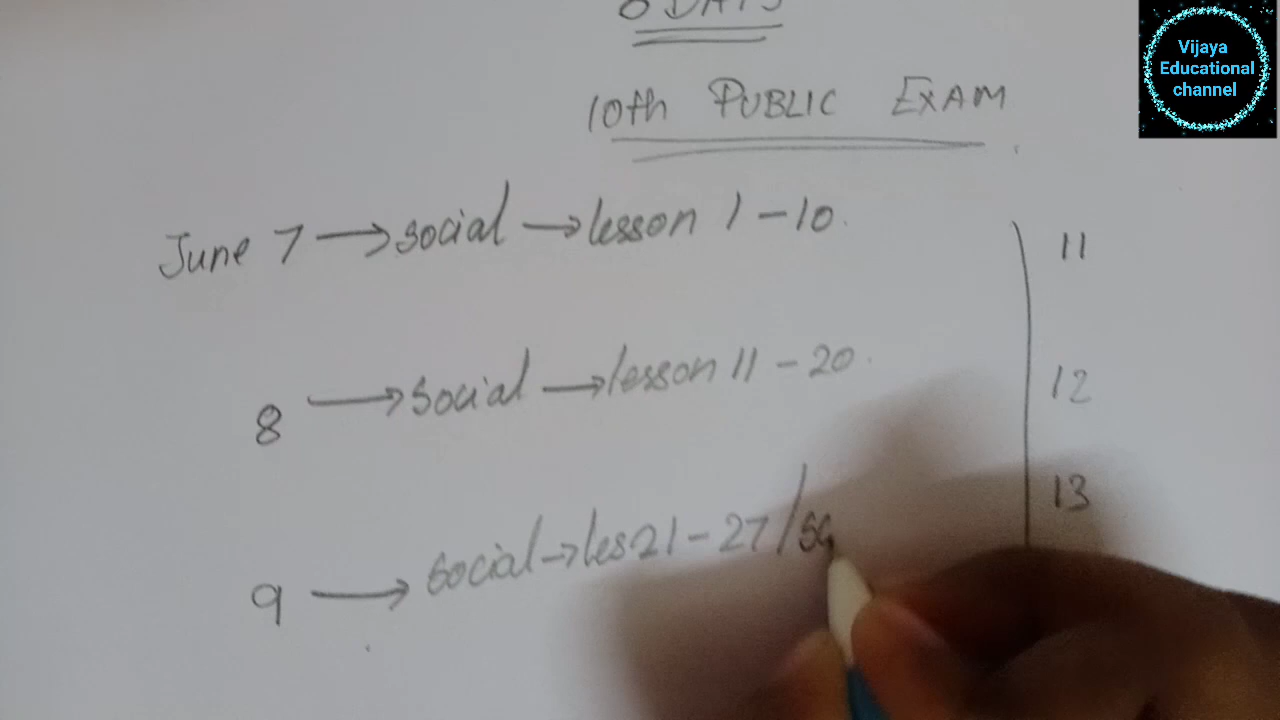 DAYS
10th PUBLIC EXAM
June 7 → social → lesson 1 - 10.
8 → social → lesson 11 - 20.
9 → social → les 21 - 27 /
11
12
13
Vijaya
Educational
channel